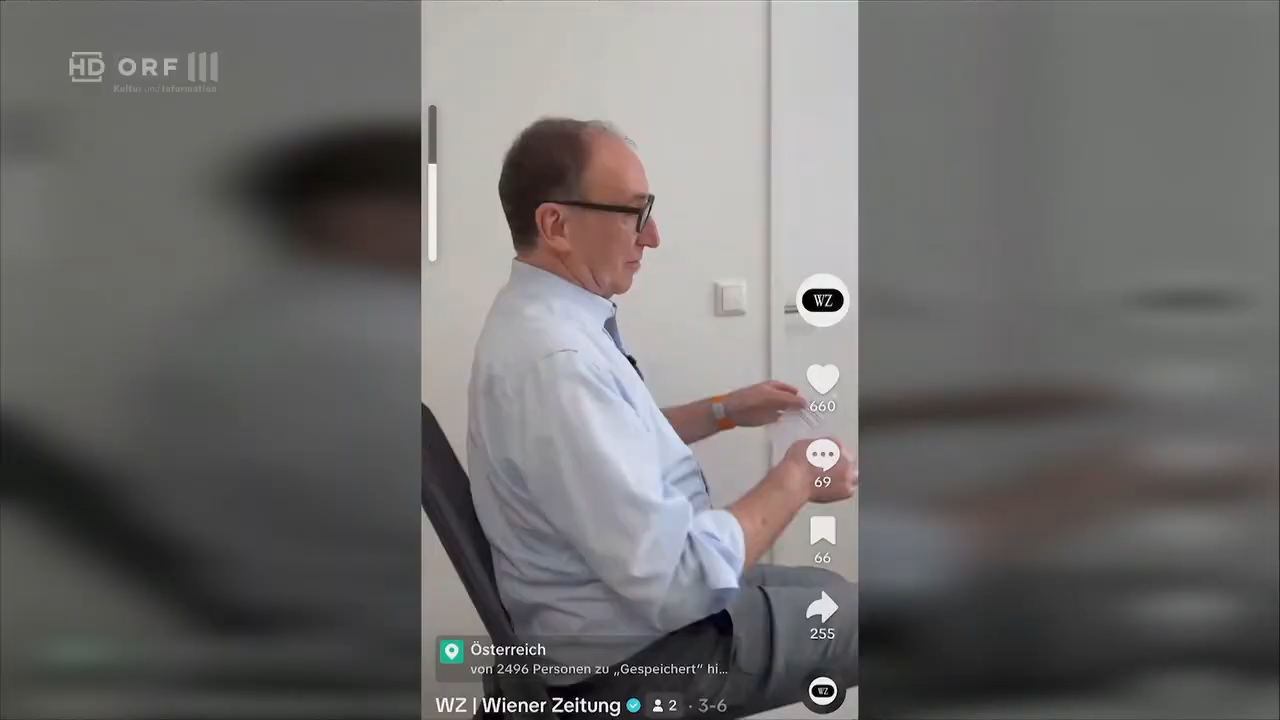 HD ORF III
Kultur und Information
WZ
660
69
66
255
Österreich
von 2496 Personen zu „Gespeichert“ hi...
WZ | Wiener Zeitung 2 · 3-6
WZ